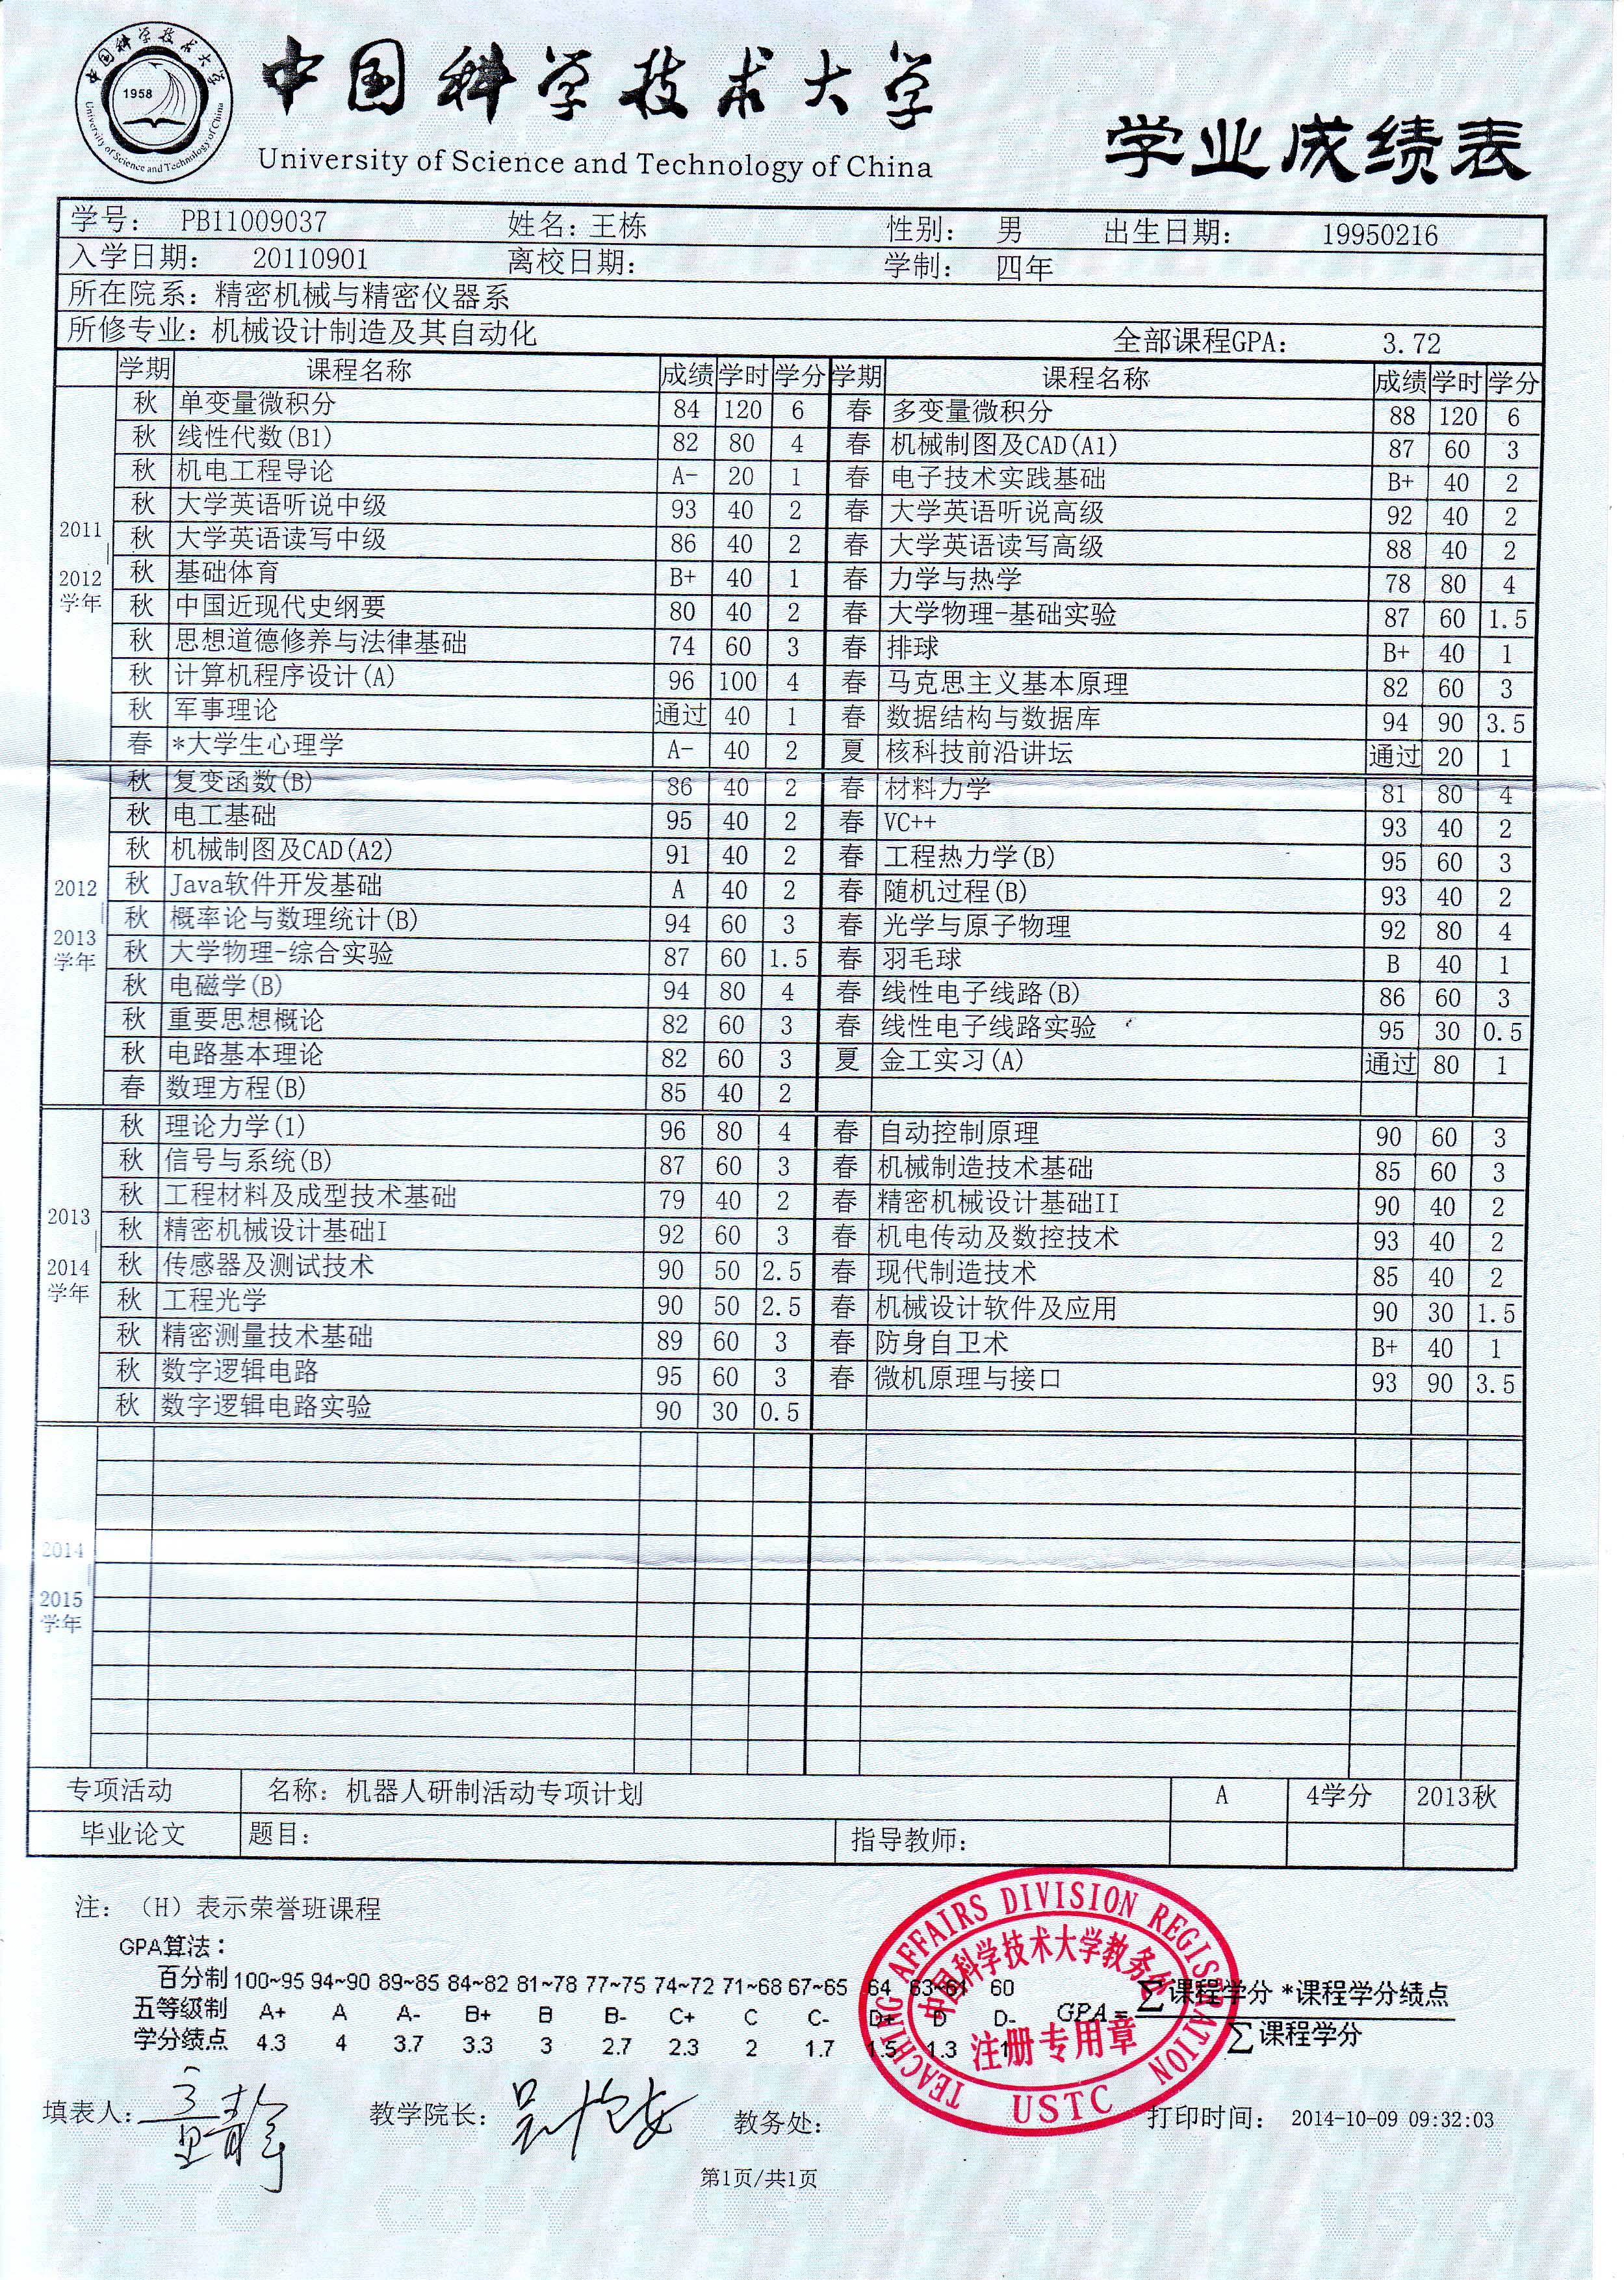 中国科学技术大学
University of Science and Technology of China
1958
中国科学技术大学
University of Science and Technology of China
学业成绩表
学号： PB11009037 姓名：王栋 性别： 男 出生日期： 19950216
入学日期： 20110901 离校日期： 学制： 四年
所在院系：精密机械与精密仪器系
所修专业：机械设计制造及其自动化 全部课程GPA： 3.72
学期 课程名称 成绩 学时 学分 学期 课程名称 成绩 学时 学分
2011 | 2012 学年
秋 单变量微积分 84 120 6 春 多变量微积分 88 120 6
秋 线性代数(B1) 82 80 4 春 机械制图及CAD(A1) 87 60 3
秋 机电工程导论 A- 20 1 春 电子技术实践基础 B+ 40 2
秋 大学英语听说中级 93 40 2 春 大学英语听说高级 92 40 2
秋 大学英语读写中级 86 40 2 春 大学英语读写高级 88 40 2
秋 基础体育 B+ 40 1 春 力学与热学 78 80 4
秋 中国近现代史纲要 80 40 2 春 大学物理-基础实验 87 60 1.5
秋 思想道德修养与法律基础 74 60 3 春 排球 B+ 40 1
秋 计算机程序设计(A) 96 100 4 春 马克思主义基本原理 82 60 3
秋 军事理论 通过 40 1 春 数据结构与数据库 94 90 3.5
春 *大学生心理学 A- 40 2 夏 核科技前沿讲坛 通过 20 1
2012 | 2013 学年
秋 复变函数(B) 86 40 2 春 材料力学 81 80 4
秋 电工基础 95 40 2 春 VC++ 93 40 2
秋 机械制图及CAD(A2) 91 40 2 春 工程热力学(B) 95 60 3
秋 Java软件开发基础 A 40 2 春 随机过程(B) 93 40 2
秋 概率论与数理统计(B) 94 60 3 春 光学与原子物理 92 80 4
秋 大学物理-综合实验 87 60 1.5 春 羽毛球 B 40 1
秋 电磁学(B) 94 80 4 春 线性电子线路(B) 86 60 3
秋 重要思想概论 82 60 3 春 线性电子线路实验 95 30 0.5
秋 电路基本理论 82 60 3 夏 金工实习(A) 通过 80 1
春 数理方程(B) 85 40 2
2013 | 2014 学年
秋 理论力学(1) 96 80 4 春 自动控制原理 90 60 3
秋 信号与系统(B) 87 60 3 春 机械制造技术基础 85 60 3
秋 工程材料及成型技术基础 79 40 2 春 精密机械设计基础II 90 40 2
秋 精密机械设计基础I 92 60 3 春 机电传动及数控技术 93 40 2
秋 传感器及测试技术 90 50 2.5 春 现代制造技术 85 40 2
秋 工程光学 90 50 2.5 春 机械设计软件及应用 90 30 1.5
秋 精密测量技术基础 89 60 3 春 防身自卫术 B+ 40 1
秋 数字逻辑电路 95 60 3 春 微机原理与接口 93 90 3.5
秋 数字逻辑电路实验 90 30 0.5
2014 | 2015 学年
专项活动 名称：机器人研制活动专项计划 A 4学分 2013秋
毕业论文 题目： 指导教师：
注：（H）表示荣誉班课程
GPA算法：
百分制 100~95 94~90 89~85 84~82 81~78 77~75 74~72 71~68 67~65 64 63~61 60
五等级制 A+ A A- B+ B B- C+ C C- D+ D D-
学分绩点 4.3 4 3.7 3.3 3 2.7 2.3 2 1.7 1.5 1.3 1
GPA = ∑课程学分 *课程学分绩点 / ∑课程学分
TEACHING AFFAIRS DIVISION REGISTRATION
中国科学技术大学教务处
注册专用章
USTC
填表人： 教学院长： 教务处： 打印时间： 2014-10-09 09:32:03
第1页/共1页
USTC COPY USTC COPY USTC